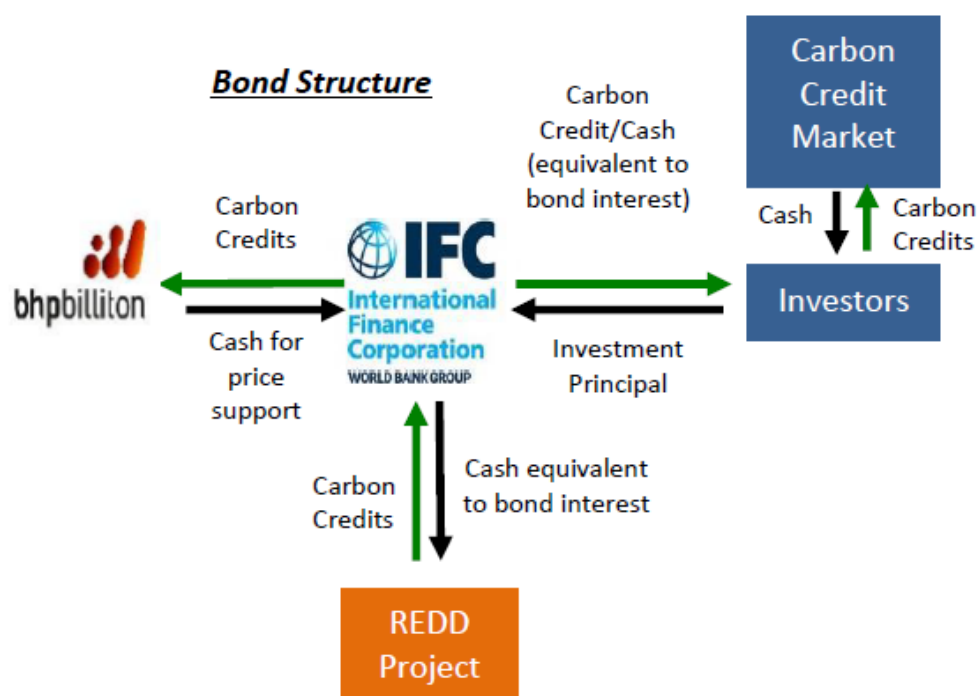 Bond Structure
Carbon
Credit
Market
Carbon
Credit/Cash
(equivalent to
bond interest)
Cash
Carbon
Credits
Carbon
Credits
bhpbilliton
IFC
International
Finance
Corporation
WORLD BANK GROUP
Investors
Cash for
price
support
Investment
Principal
Carbon
Credits
Cash equivalent
to bond interest
REDD
Project